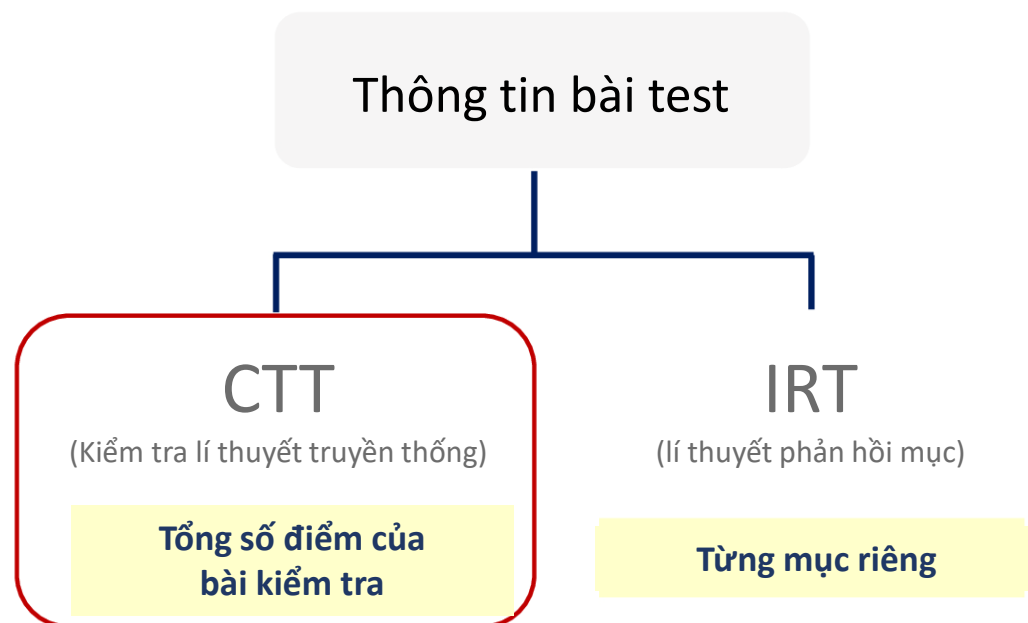 Thông tin bài test
CTT
(Kiểm tra lí thuyết truyền thống)
Tổng số điểm của
bài kiểm tra
IRT
(lí thuyết phản hồi mục)
Từng mục riêng